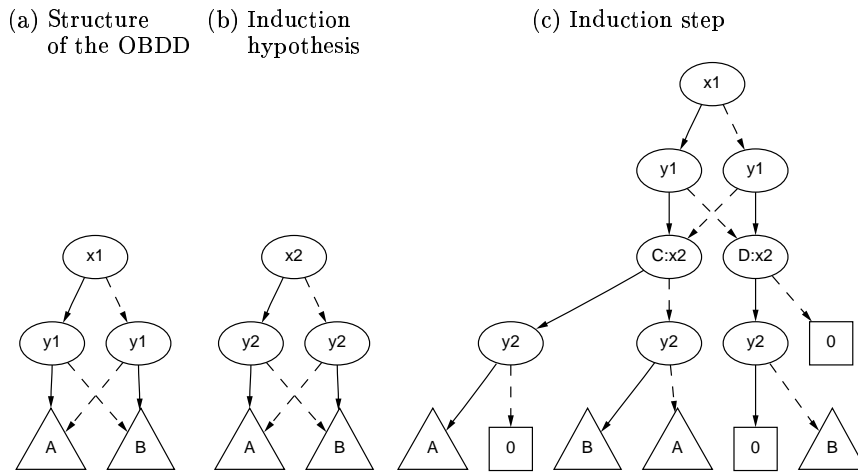 (a) Structure of the OBDD
(b) Induction hypothesis
(c) Induction step
x1
y1 y1
A B
x2
y2 y2
A B
x1
y1 y1
C:x2 D:x2
y2 y2 y2 0
A 0 B A 0 B